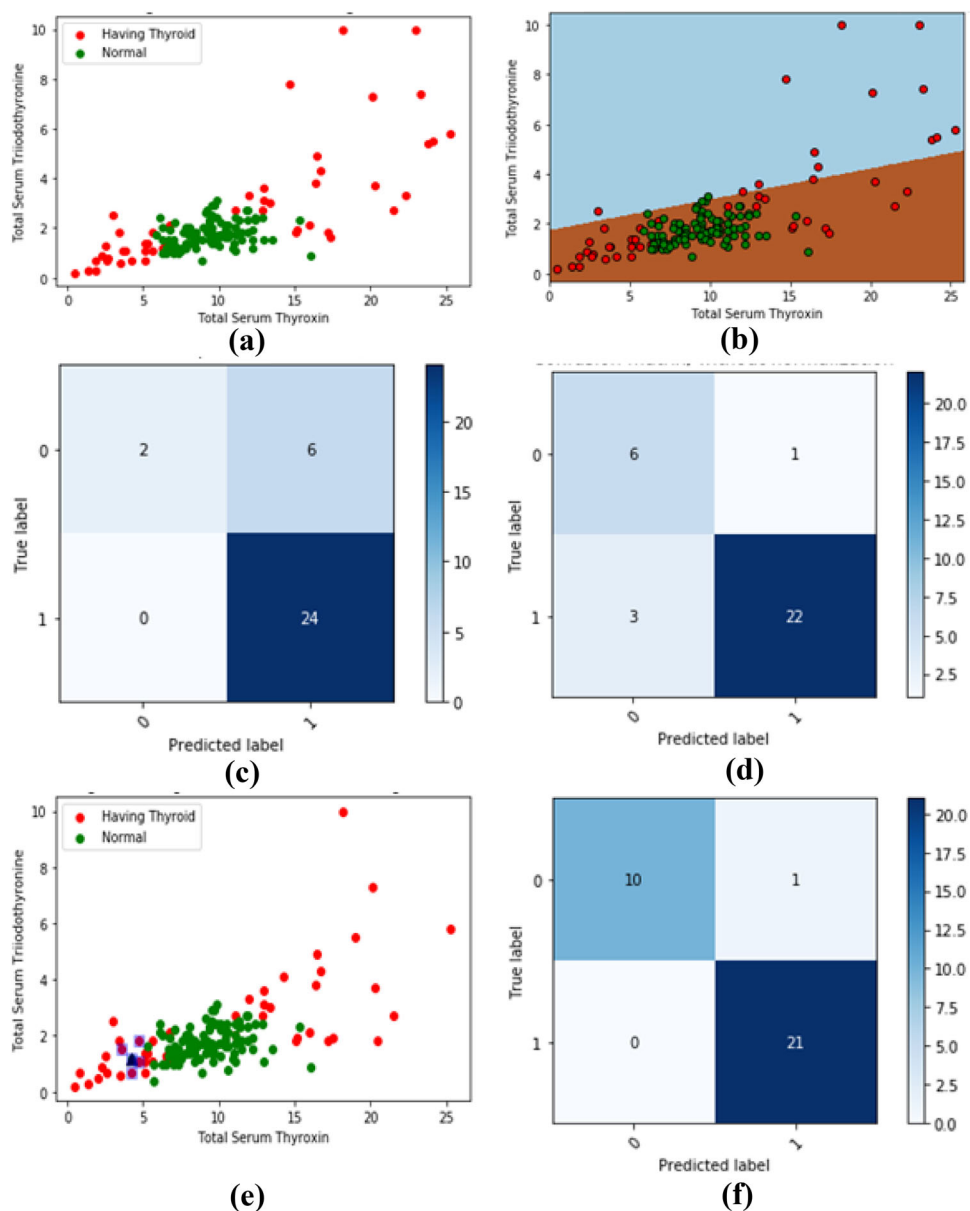 Having Thyroid
Normal
Total Serum Triiodothyronine
10
8
6
4
2
0
0 5 10 15 20 25
Total Serum Thyroxin
(a)
Total Serum Triiodothyronine
10
8
6
4
2
0
0 5 10 15 20 25
Total Serum Thyroxin
(b)
True label
0
1
2 6
0 24
0 1
Predicted label
20
15
10
5
0
(c)
True label
0
1
6 1
3 22
0 1
Predicted label
20.0
17.5
15.0
12.5
10.0
7.5
5.0
2.5
(d)
Having Thyroid
Normal
Total Serum Triiodothyronine
10
8
6
4
2
0
0 5 10 15 20 25
Total Serum Thyroxin
(e)
True label
0
1
10 1
0 21
0 1
Predicted label
20.0
17.5
15.0
12.5
10.0
7.5
5.0
2.5
0.0
(f)